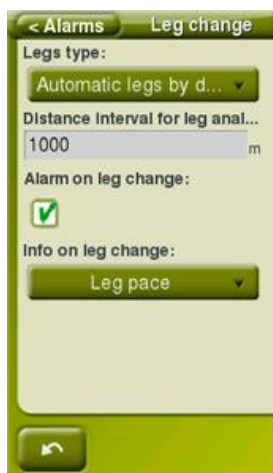 < Alarms Leg change
Legs type:
Automatic legs by d...
Distance interval for leg anal...
1000 m
Alarm on leg change:
Info on leg change:
Leg pace